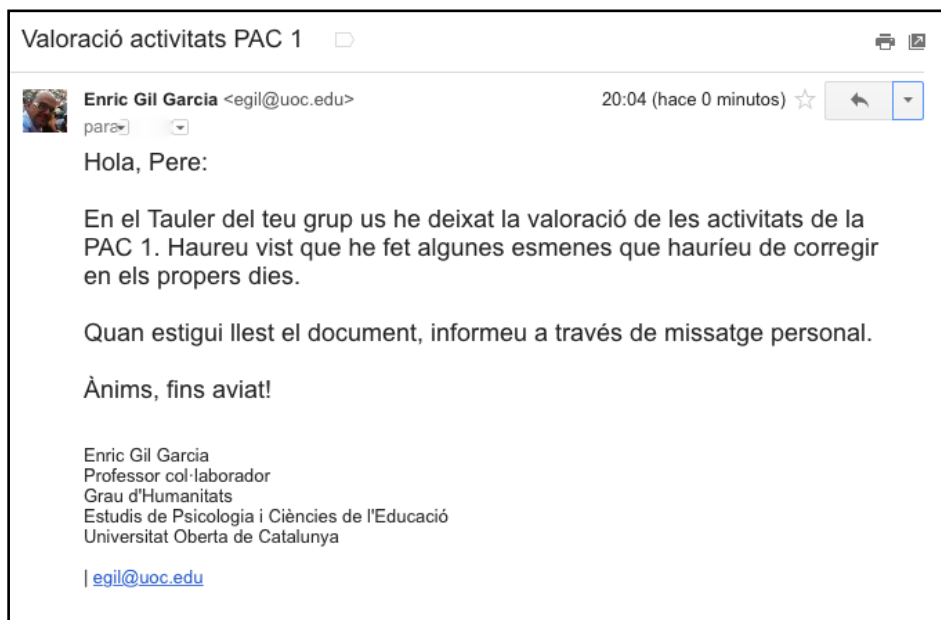 Valoració activitats PAC 1
Enric Gil Garcia <egil@uoc.edu>
20:04 (hace 0 minutos)
para
Hola, Pere:
En el Tauler del teu grup us he deixat la valoració de les activitats de la
PAC 1. Haureu vist que he fet algunes esmenes que hauríeu de corregir
en els propers dies.
Quan estigui llest el document, informeu a través de missatge personal.
Ànims, fins aviat!
Enric Gil Garcia
Professor col·laborador
Grau d'Humanitats
Estudis de Psicologia i Ciències de l'Educació
Universitat Oberta de Catalunya
| egil@uoc.edu